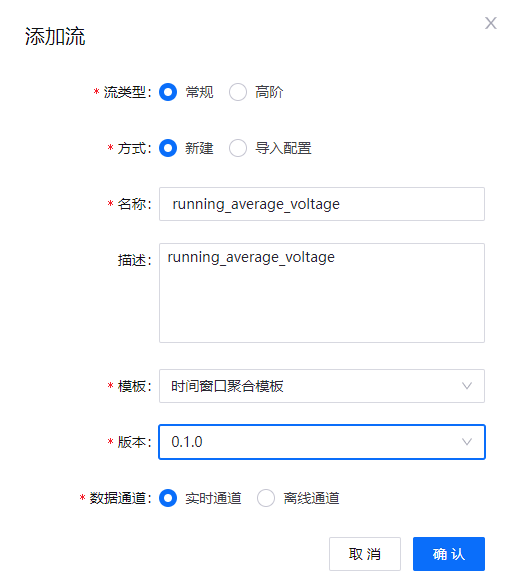 添加流
* 流类型: 常规 高阶
* 方式: 新建 导入配置
* 名称: running_average_voltage
描述: running_average_voltage
* 模板: 时间窗口聚合模板
* 版本: 0.1.0
* 数据通道: 实时通道 离线通道
取消 确认